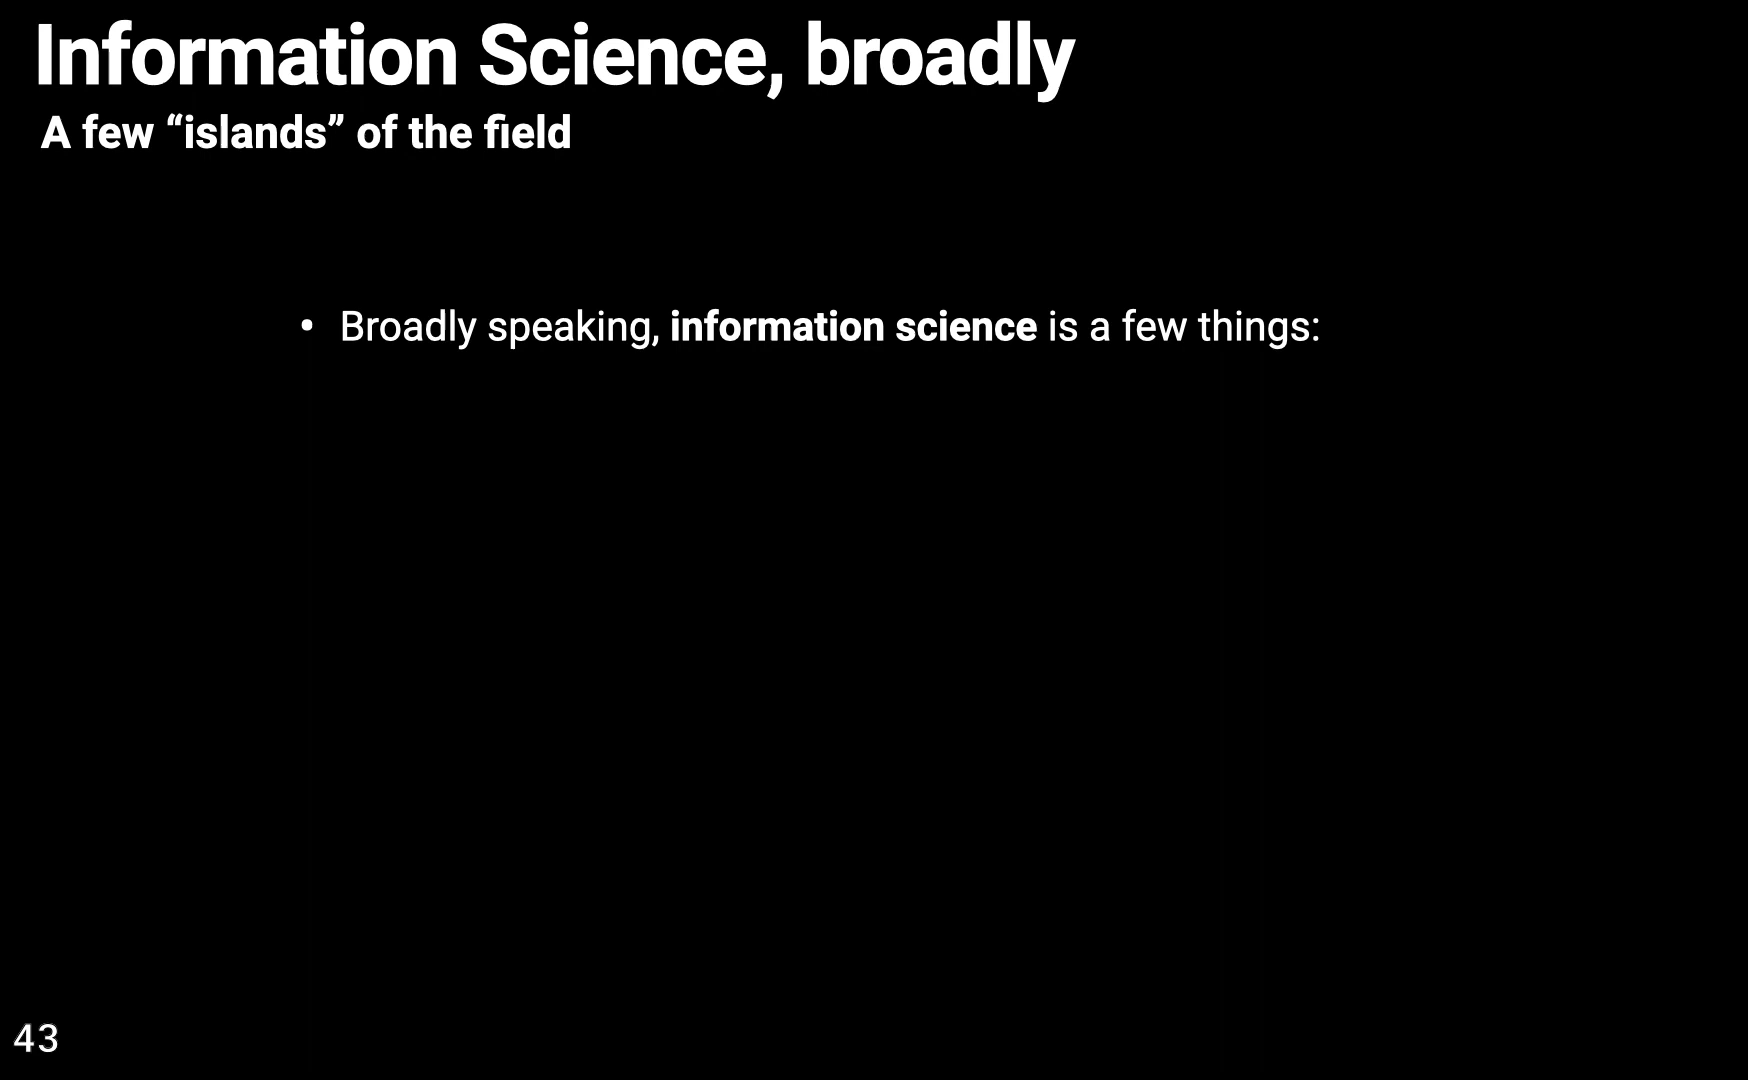 Information Science, broadly
A few “islands” of the field
• Broadly speaking, information science is a few things:
43